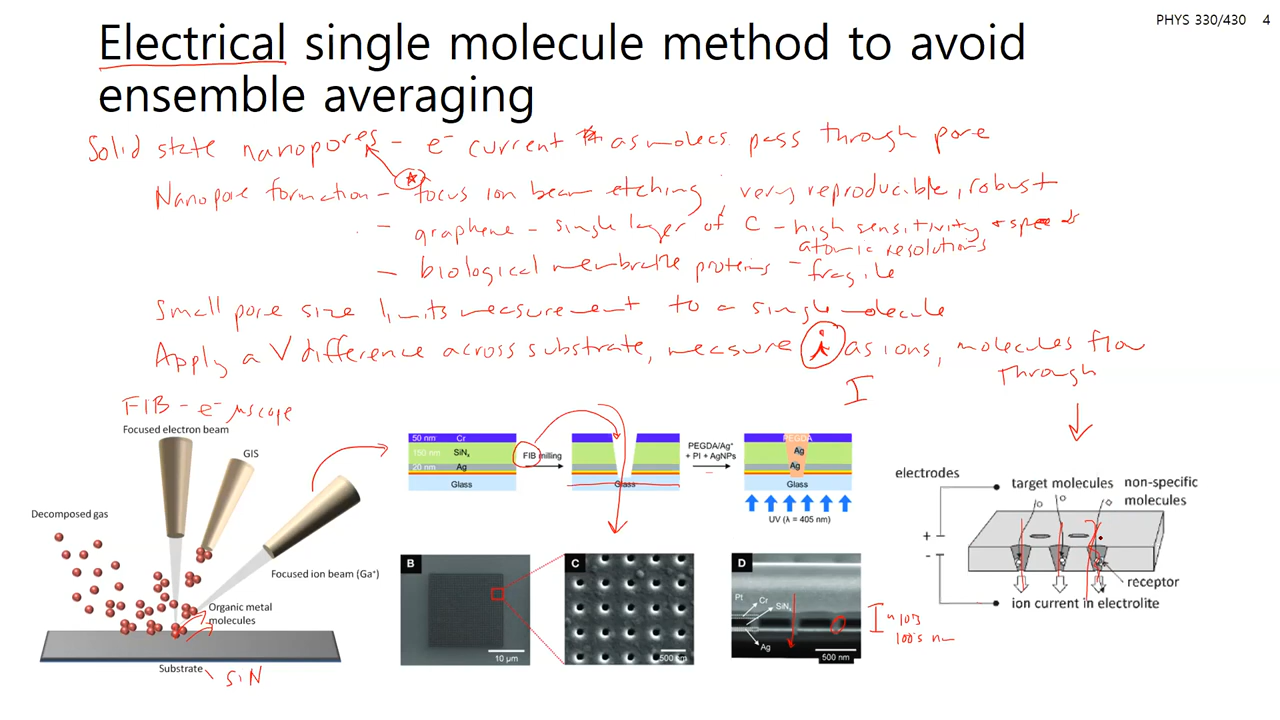 PHYS 330/430 4
Electrical single molecule method to avoid
ensemble averaging
Solid state nanopores - e⁻ current as molecs. pass through pore
Nanopore formation - focus ion beam etching, very reproducible, robust
- graphene - single layer of C - high sensitivity +
atomic resolutions
- biological membrane proteins - fragile
Small pore size limits measurement to a single molecule
Apply a V difference across substrate, measure i as ions, molecules flow
through
I
FIB - e⁻ μscope
Focused electron beam
GIS
Decomposed gas
Focused ion beam (Ga⁺)
Organic metal
molecules
Substrate
SiN
50 nm Cr
150 nm SiNₓ
20 nm Ag
Glass
FIB milling
Glass
PEGDA/Ag⁺
+ PI + AgNPs
PEGDA
Ag
Ag
Glass
UV (λ = 405 nm)
B
10 μm
C
500 nm
D
Pt
Cr
SiNₓ
Ag
500 nm
100's nm
electrodes
target molecules
non-specific
molecules
+
-
receptor
ion current in electrolite